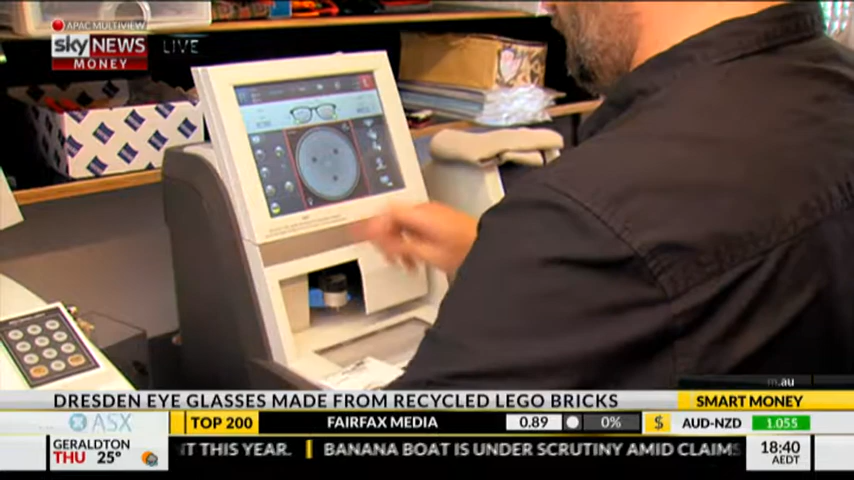 APAC MULTIVIEW
sky NEWS LIVE
MONEY
m.au
DRESDEN EYE GLASSES MADE FROM RECYCLED LEGO BRICKS
SMART MONEY
ASX TOP 200 FAIRFAX MEDIA 0.89 0% $ AUD-NZD 1.055
GERALDTON
THU 25°
IT THIS YEAR. | BANANA BOAT IS UNDER SCRUTINY AMID CLAIMS
18:40
AEDT